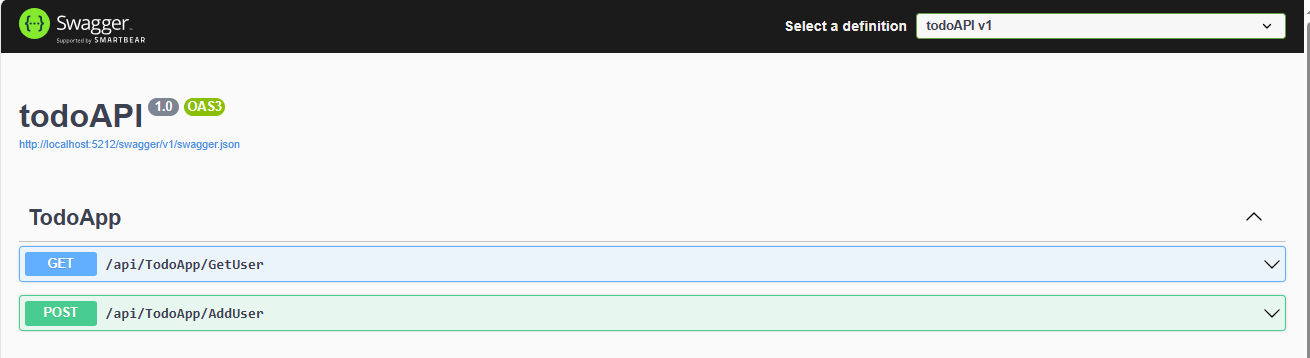 Swagger
Supported by SMARTBEAR
Select a definition
todoAPI v1
todoAPI 1.0 OAS3
http://localhost:5212/swagger/v1/swagger.json
TodoApp
GET /api/TodoApp/GetUser
POST /api/TodoApp/AddUser